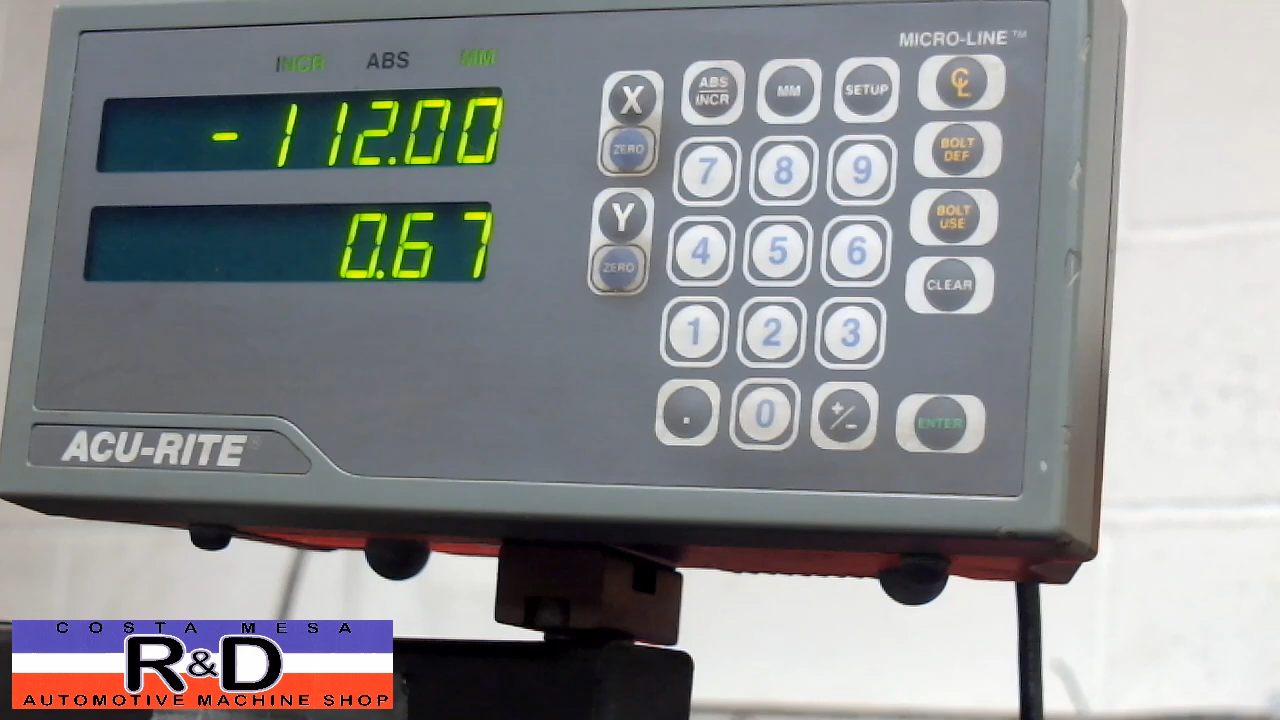 MICRO-LINE™
INCR ABS MM
-112.00
0.67
X
ZERO
Y
ZERO
ABS INCR
MM
SETUP
7 8 9
4 5 6
1 2 3
. 0 +/-
CL
BOLT DEF
BOLT USE
CLEAR
ENTER
ACU-RITE
COSTA MESA
R&D
AUTOMOTIVE MACHINE SHOP